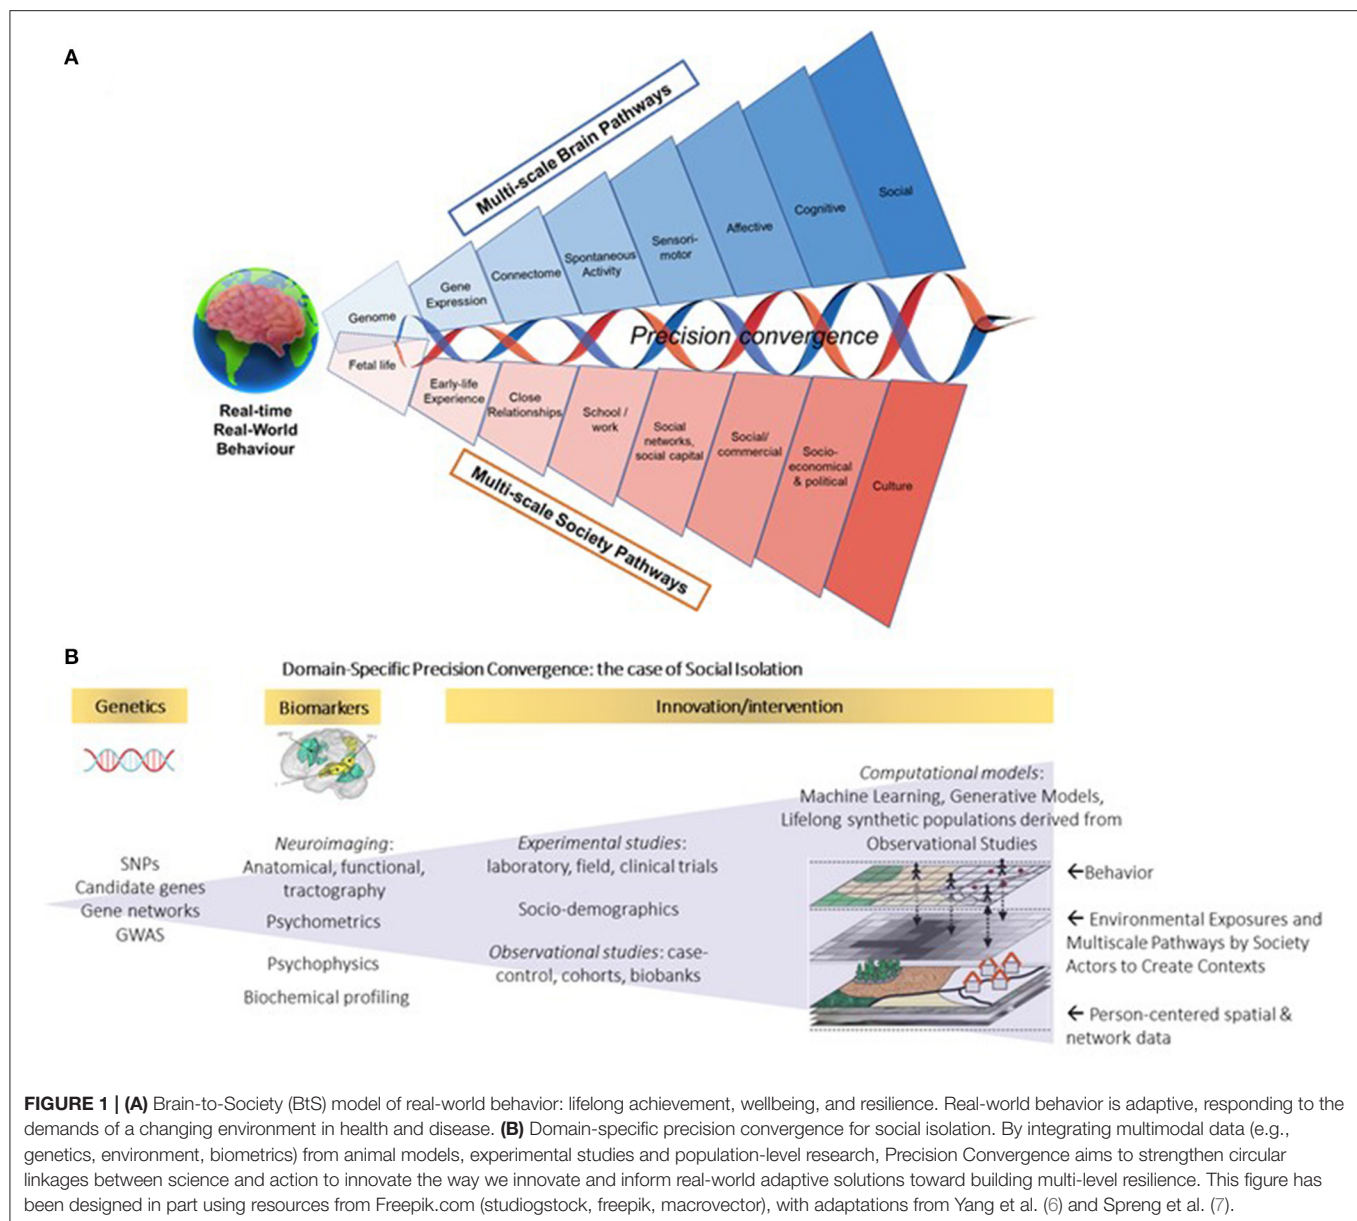 A
Multi-scale Brain Pathways
Social
Cognitive
Affective
Sensori-
motor
Spontaneous
Activity
Connectome
Gene
Expression
Genome
Precision convergence
Fetal life
Early-life
Experience
Close
Relationships
School /
work
Social
networks,
social capital
Social/
commercial
Socio-
economical
& political
Culture
Real-time
Real-World
Behaviour
Multi-scale Society Pathways
B
Domain-Specific Precision Convergence: the case of Social Isolation
Genetics
Biomarkers
Innovation/intervention
SNPs
Candidate genes
Gene networks
GWAS
Neuroimaging:
Anatomical, functional,
tractography
Psychometrics
Psychophysics
Biochemical profiling
Experimental studies:
laboratory, field, clinical trials
Socio-demographics
Observational studies: case-
control, cohorts, biobanks
Computational models:
Machine Learning, Generative Models,
Lifelong synthetic populations derived from
Observational Studies
←Behavior
← Environmental Exposures and
Multiscale Pathways by Society
Actors to Create Contexts
← Person-centered spatial &
network data
FIGURE 1 | (A) Brain-to-Society (BtS) model of real-world behavior: lifelong achievement, wellbeing, and resilience. Real-world behavior is adaptive, responding to the
demands of a changing environment in health and disease. (B) Domain-specific precision convergence for social isolation. By integrating multimodal data (e.g.,
genetics, environment, biometrics) from animal models, experimental studies and population-level research, Precision Convergence aims to strengthen circular
linkages between science and action to innovate the way we innovate and inform real-world adaptive solutions toward building multi-level resilience. This figure has
been designed in part using resources from Freepik.com (studiogstock, freepik, macrovector), with adaptations from Yang et al. (6) and Spreng et al. (7).